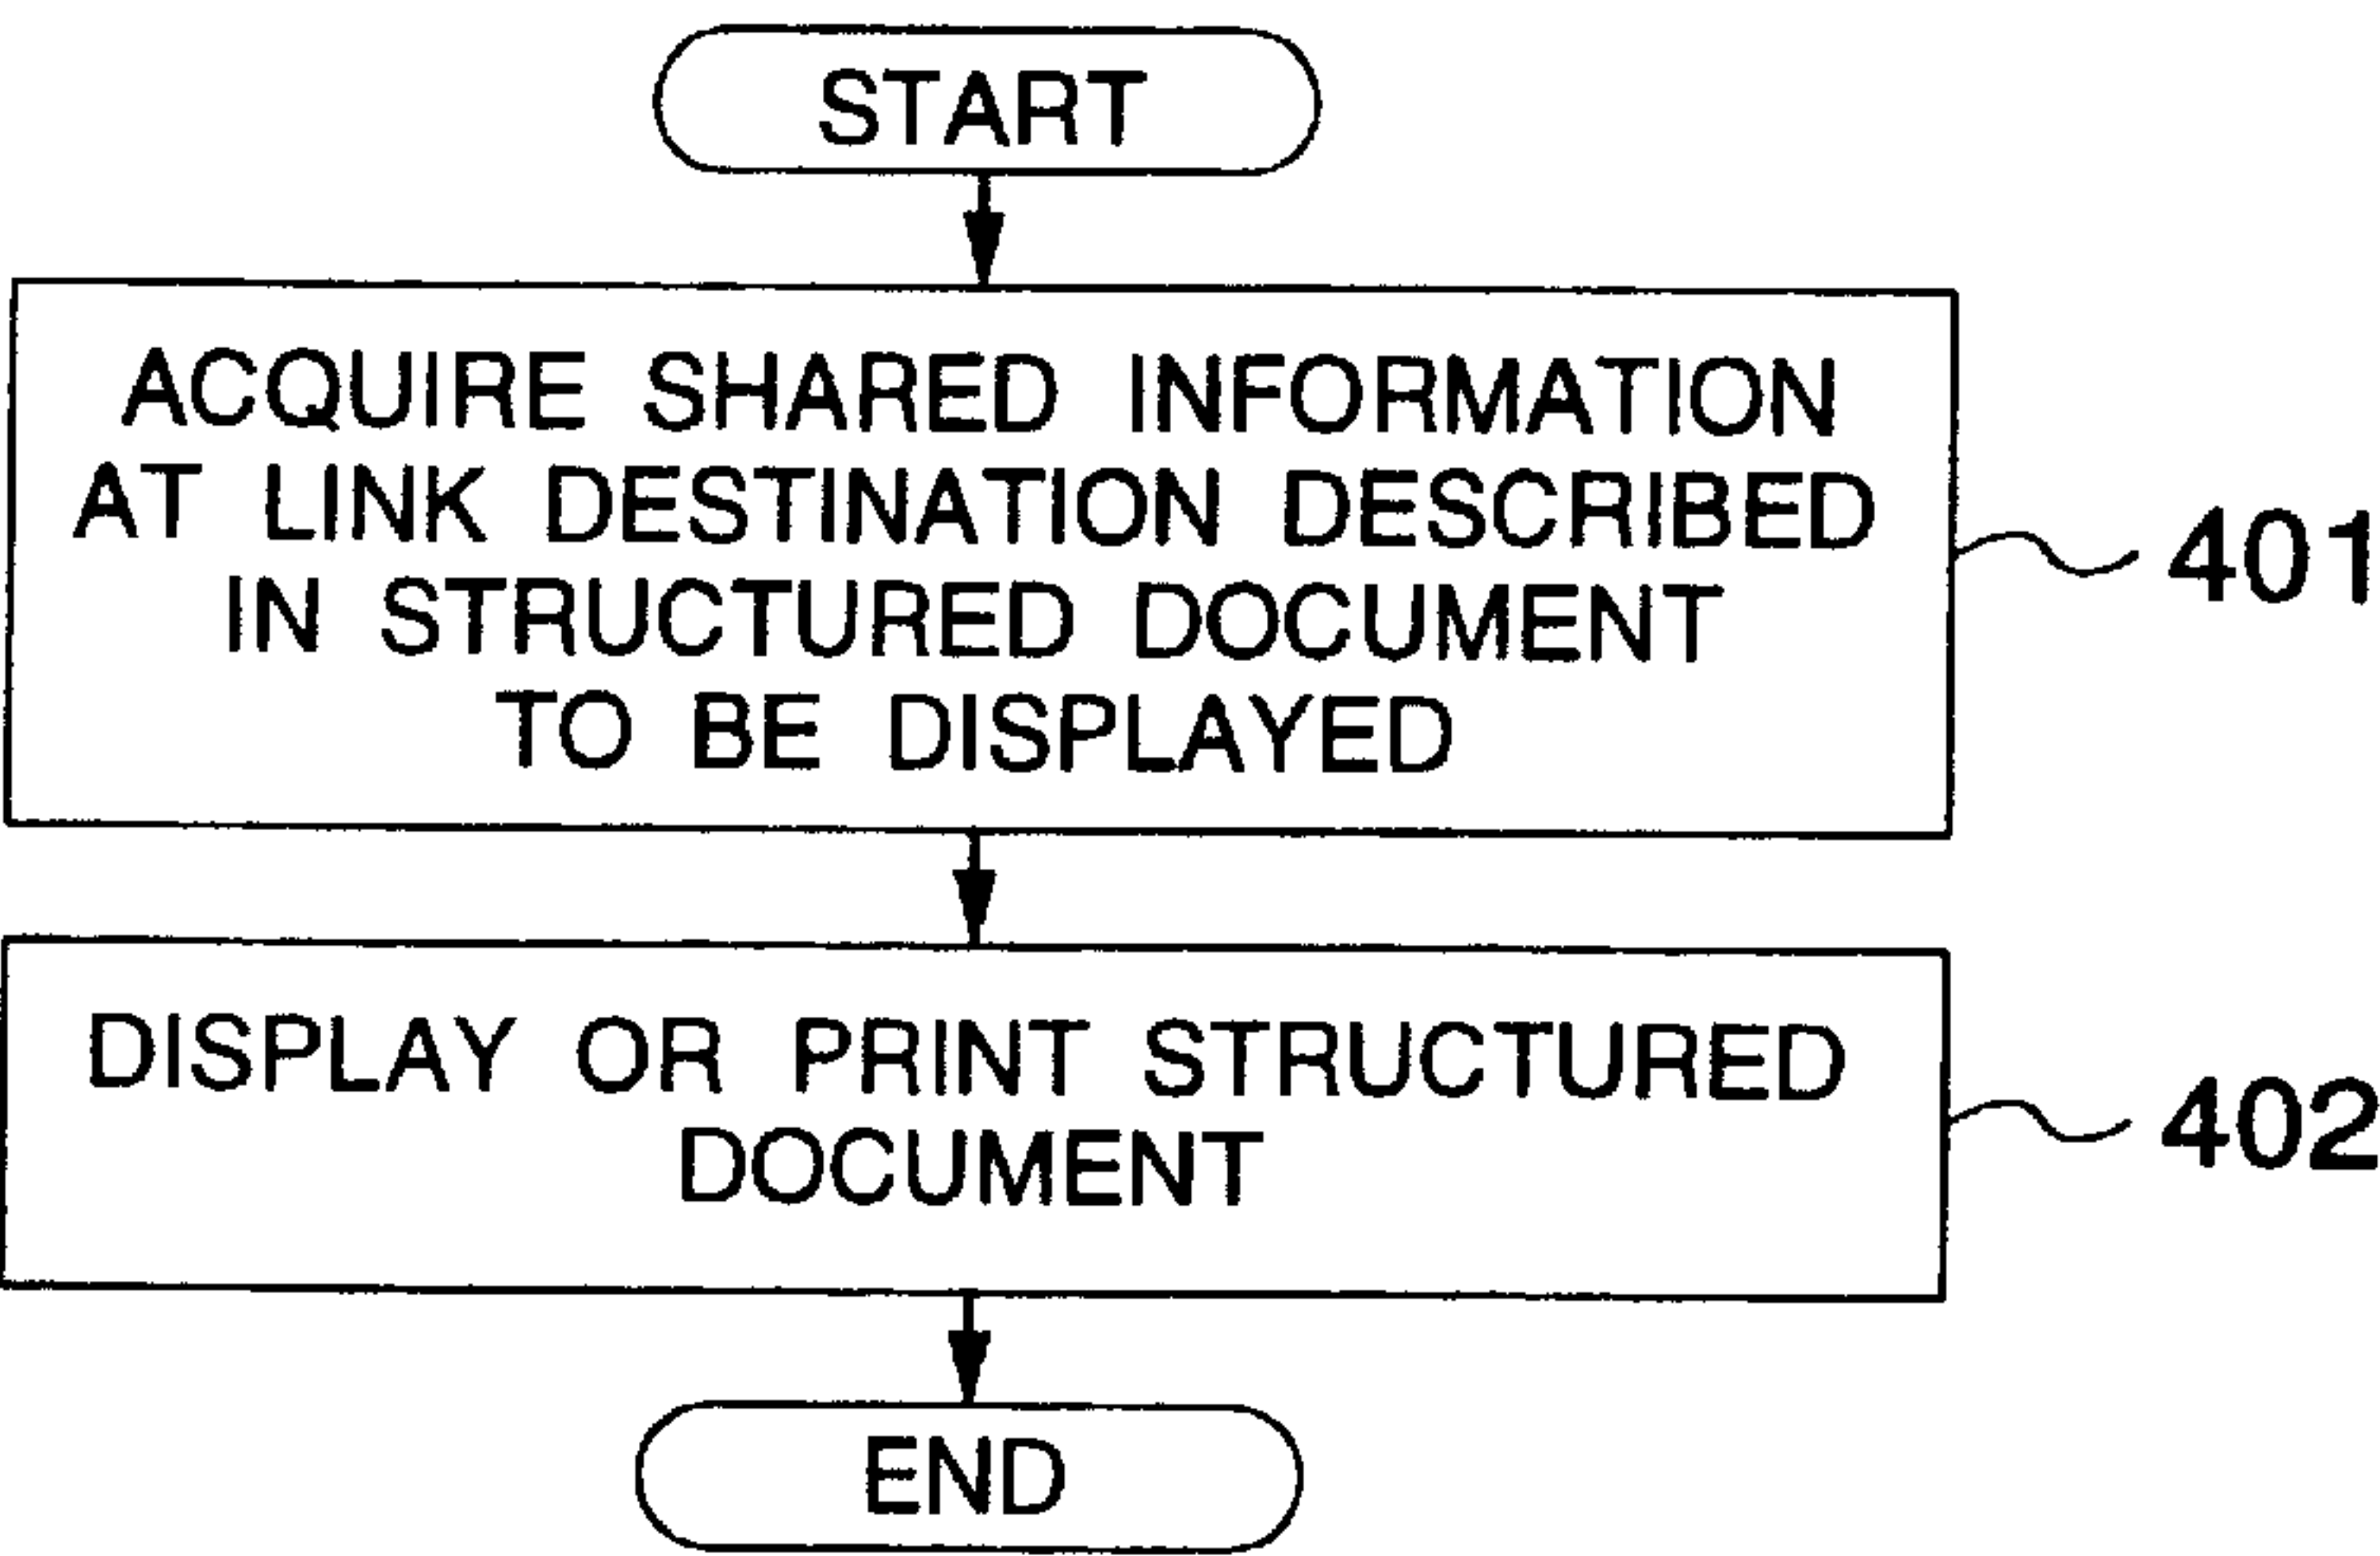 START
ACQUIRE SHARED INFORMATION
AT LINK DESTINATION DESCRIBED
IN STRUCTURED DOCUMENT
TO BE DISPLAYED
401
DISPLAY OR PRINT STRUCTURED
DOCUMENT
402
END